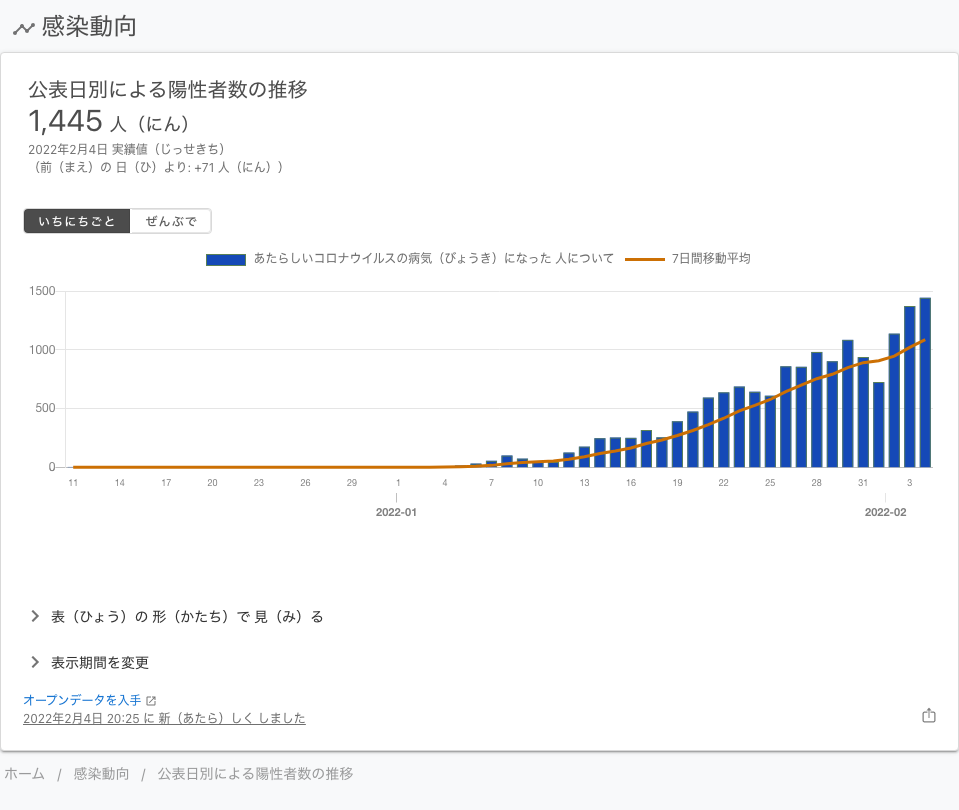 感染動向
公表日別による陽性者数の推移
1,445 人（にん）
2022年2月4日 実績値（じっせきち）
（前（まえ）の 日（ひ）より: +71 人（にん））
いちにちごと ぜんぶで
あたらしいコロナウイルスの病気（びょうき）になった 人について 7日間移動平均
1500
1000
500
0
11 14 17 20 23 26 29 1 4 7 10 13 16 19 22 25 28 31 3
2022-01 2022-02
表（ひょう）の 形（かたち）で 見（み）る
表示期間を変更
オープンデータを入手
2022年2月4日 20:25 に 新（あたら）しく しました
ホーム / 感染動向 / 公表日別による陽性者数の推移